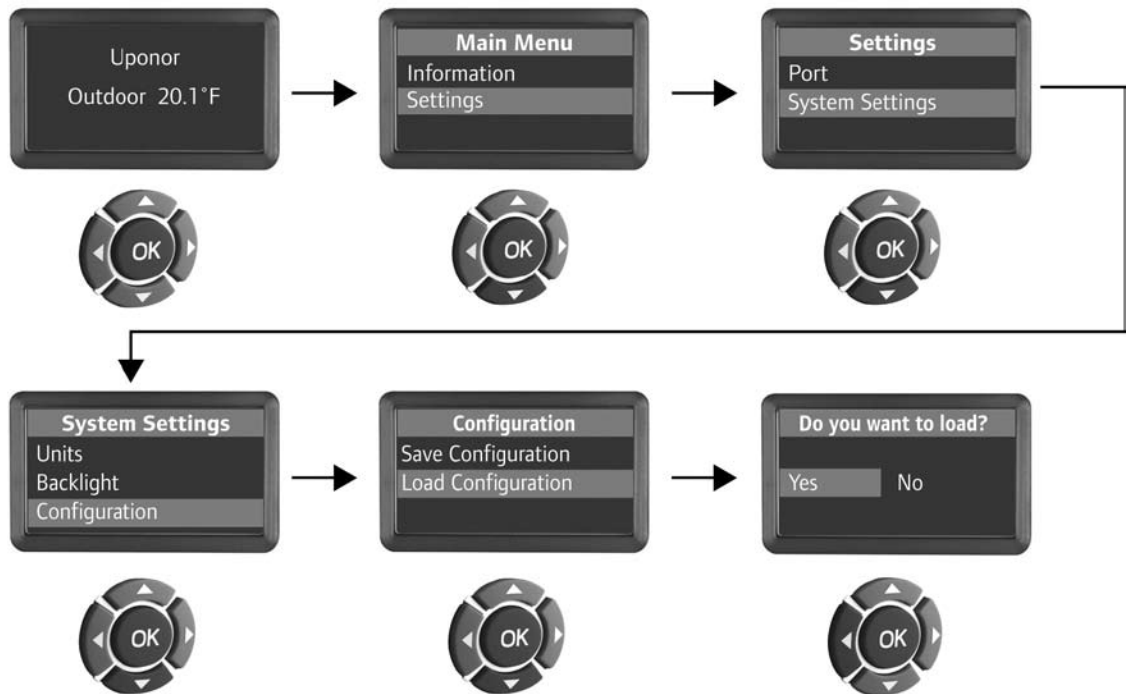 Uponor
Outdoor 20.1°F
OK
Main Menu
Information
Settings
OK
Settings
Port
System Settings
OK
System Settings
Units
Backlight
Configuration
OK
Configuration
Save Configuration
Load Configuration
OK
Do you want to load?
Yes No
OK